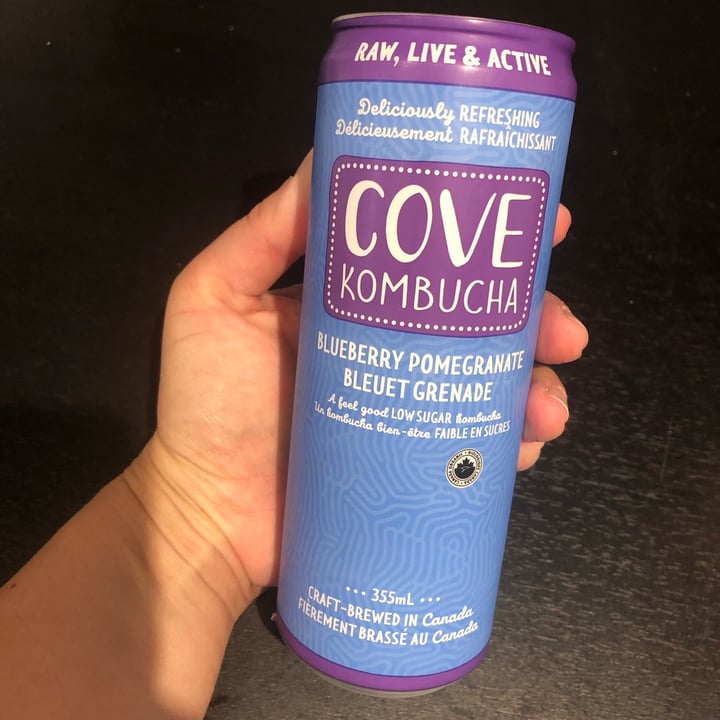 RAW, LIVE & ACTIVE
Deliciously REFRESHING
Délicieusement RAFRAÎCHISSANT
COVE
KOMBUCHA
BLUEBERRY POMEGRANATE
BLEUET GRENADE
A feel good LOW SUGAR kombucha
Un kombucha bien-être FAIBLE EN SUCRES
••• 355mL •••
CRAFT-BREWED IN Canada
FIÈREMENT BRASSÉ AU Canada